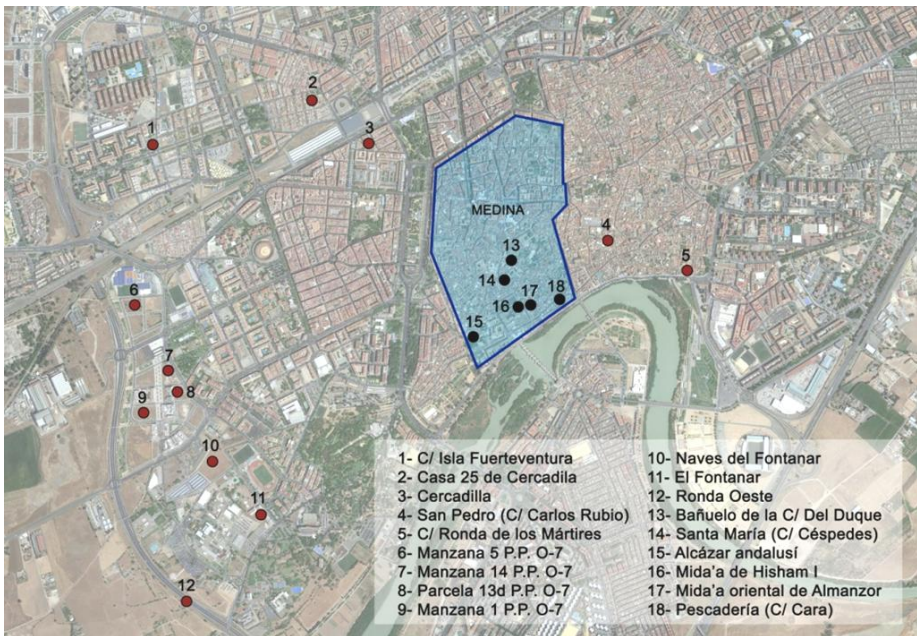 2
1
3
MEDINA
4
13
5
14
6
16
17
18
15
7
8
9
10
11
12
1- C/ Isla Fuerteventura
2- Casa 25 de Cercadila
3- Cercadilla
4- San Pedro (C/ Carlos Rubio)
5- C/ Ronda de los Mártires
6- Manzana 5 P.P. O-7
7- Manzana 14 P.P. O-7
8- Parcela 13d P.P. O-7
9- Manzana 1 P.P. O-7
10- Naves del Fontanar
11- El Fontanar
12- Ronda Oeste
13- Bañuelo de la C/ Del Duque
14- Santa María (C/ Céspedes)
15- Alcázar andalusí
16- Mida'a de Hisham I
17- Mida'a oriental de Almanzor
18- Pescadería (C/ Cara)